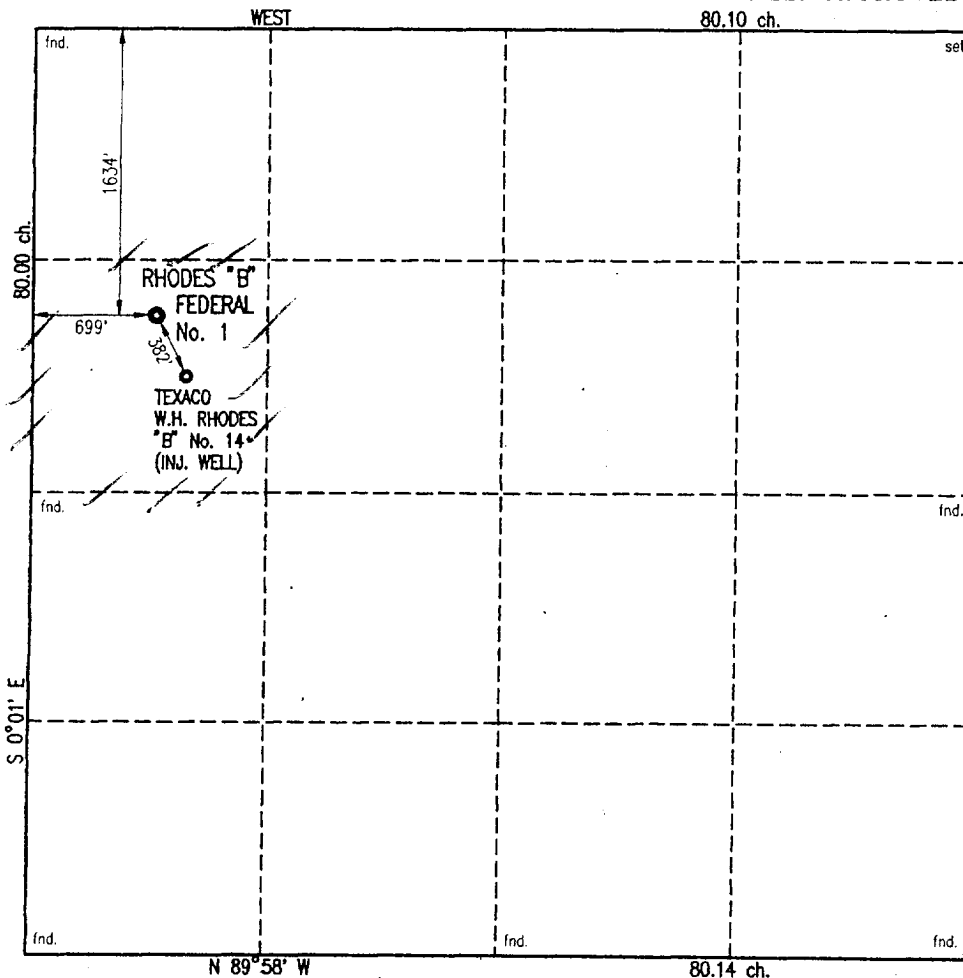 WEST
80.10 ch.
fnd.
set
1634'
80.00 ch.
RHODES "B"
FEDERAL
No. 1
699'
382'
TEXACO
W.H. RHODES
"B" No. 14
(INJ. WELL)
fnd.
fnd.
S 0°01' E
fnd.
fnd.
fnd.
N 89°58' W
80.14 ch.